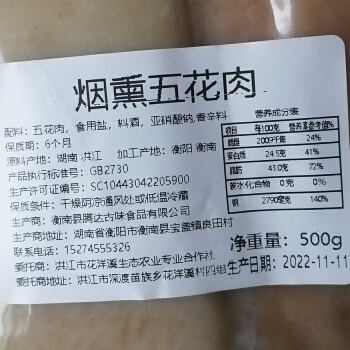 烟熏五花肉
配料：五花肉，食用盐，料酒，亚硝酸钠，香辛料
保质期：6个月
原料产地：湖南 洪江 加工产地：衡阳 衡南
产品执行标准号：GB2730
生产许可证编号：SC10443042205900
保质条件：干燥阴凉通风处或低温冷藏
生产商：衡南县腾达古味食品有限公司
生产商地址：湖南省衡阳市衡南县宝盖镇良田村
联系电话：15274555326
委托商：洪江市花洋溪生态农业专业合作社
委托商地址：洪江市深度苗族乡花洋溪村四组
营养成分表
项目 每100克 营养素参考值%
能量 2009千焦 24%
蛋白质 24.5克 41%
脂肪 43.0克 72%
碳水化合物 0克 0%
钠 2790毫克 140%
净重量：500g
生产日期：2022-11-11